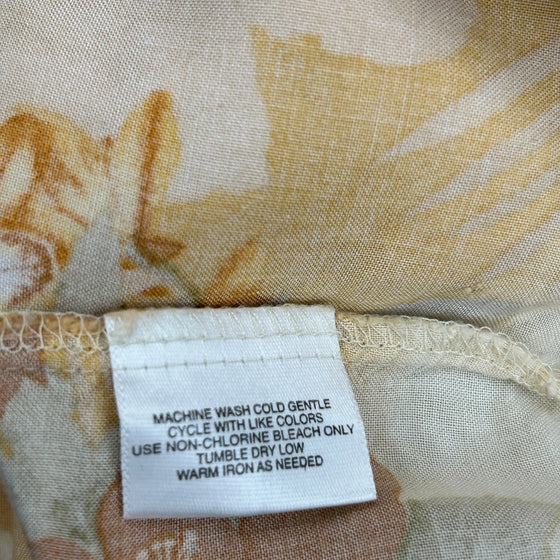 MACHINE WASH COLD GENTLE
CYCLE WITH LIKE COLORS
USE NON-CHLORINE BLEACH ONLY
TUMBLE DRY LOW
WARM IRON AS NEEDED